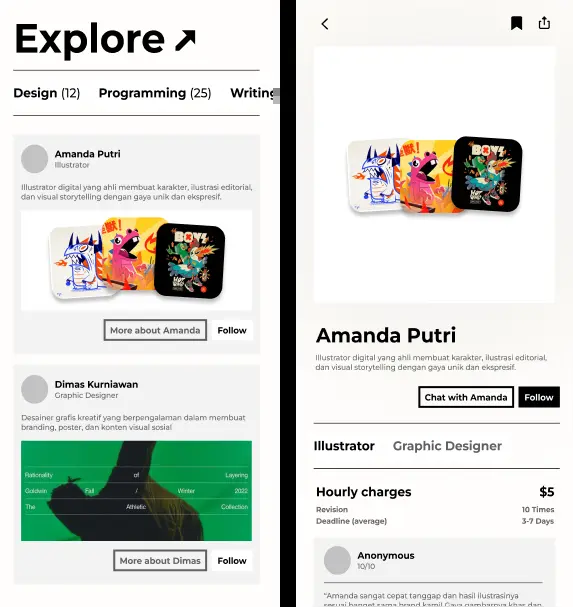 Explore
Design (12) Programming (25) Writing
Amanda Putri
Illustrator
Illustrator digital yang ahli membuat karakter, ilustrasi editorial,
dan visual storytelling dengan gaya unik dan ekspresif.
BOYS
More about Amanda Follow
Dimas Kurniawan
Graphic Designer
Desainer grafis kreatif yang berpengalaman dalam membuat
branding, poster, dan konten visual sosial
Rationality of Layering
Goldwin Fall / Winter 2022
The Athletic Collection
More about Dimas Follow
BOYS
Amanda Putri
Illustrator digital yang ahli membuat karakter, ilustrasi editorial,
dan visual storytelling dengan gaya unik dan ekspresif.
Chat with Amanda Follow
Illustrator Graphic Designer
Hourly charges $5
Revision 10 Times
Deadline (average) 3-7 Days
Anonymous
10/10
"Amanda sangat cepat tanggap dan hasil ilustrasinya